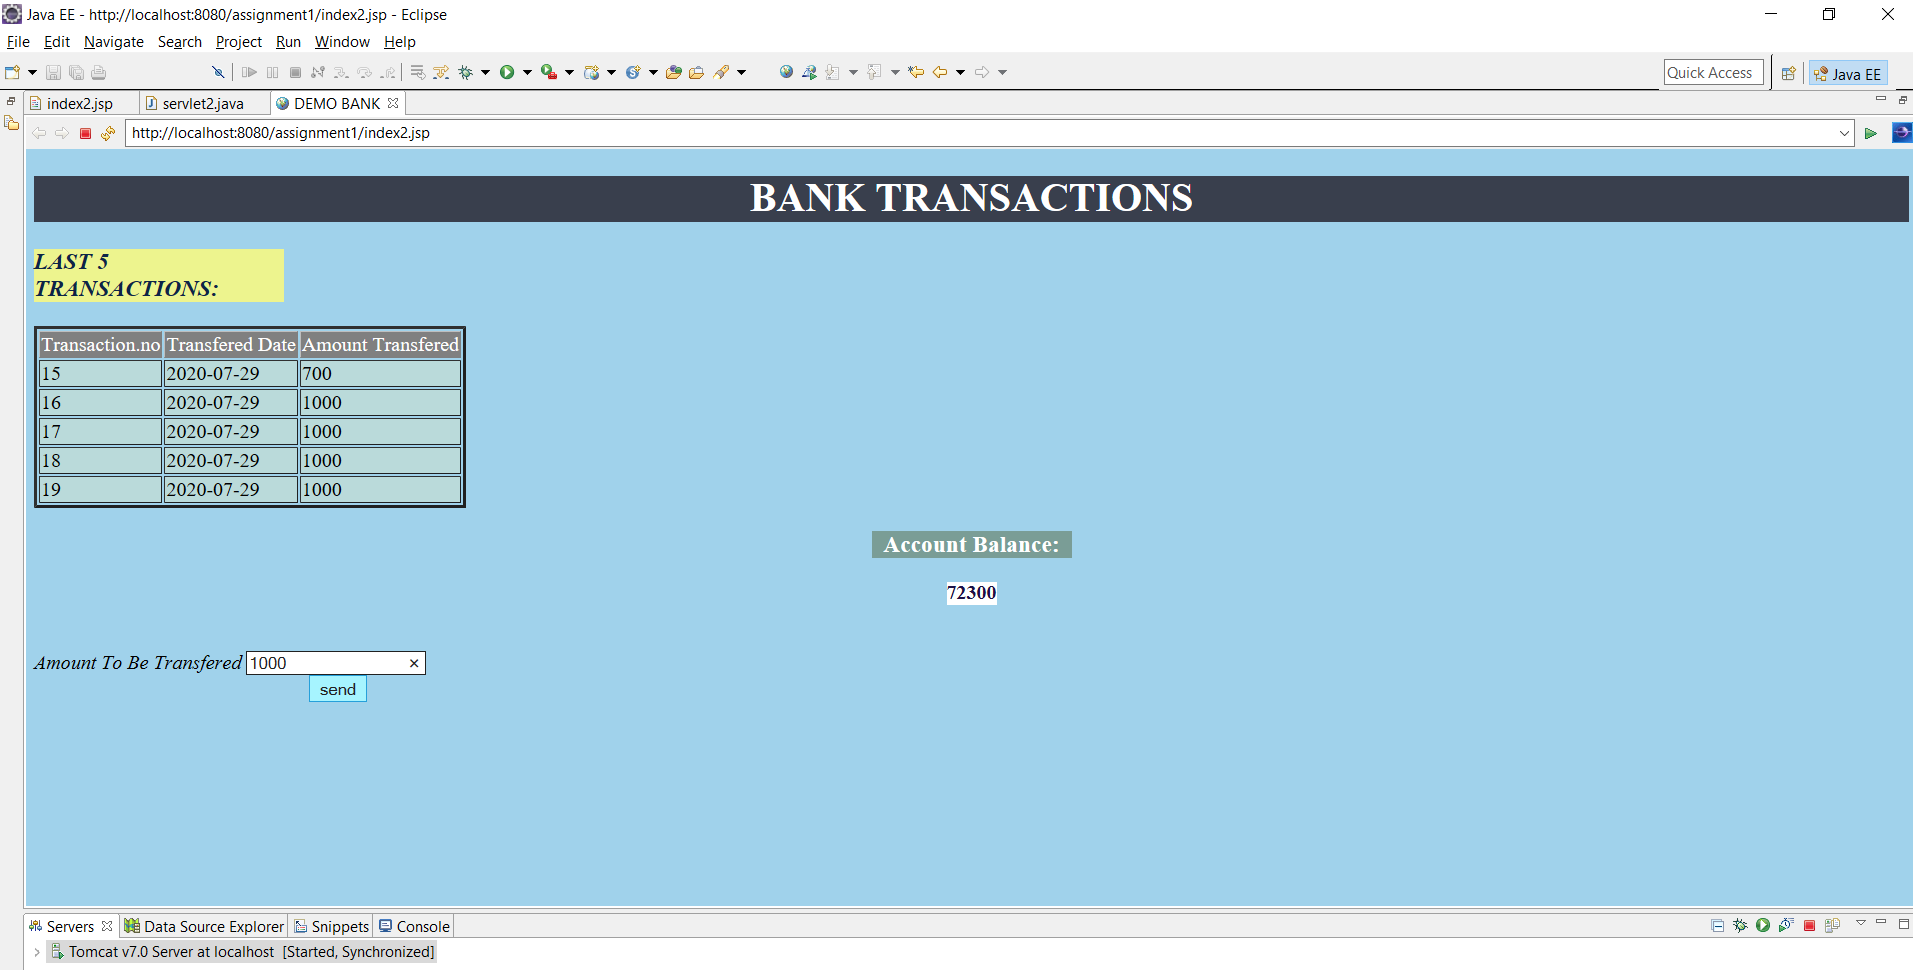 Java EE - http://localhost:8080/assignment1/index2.jsp - Eclipse
File Edit Navigate Search Project Run Window Help
Quick Access Java EE
index2.jsp servlet2.java DEMO BANK
http://localhost:8080/assignment1/index2.jsp
BANK TRANSACTIONS
LAST 5
TRANSACTIONS:
Transaction.no Transfered Date Amount Transfered
15 2020-07-29 700
16 2020-07-29 1000
17 2020-07-29 1000
18 2020-07-29 1000
19 2020-07-29 1000
Account Balance:
72300
Amount To Be Transfered 1000
send
Servers Data Source Explorer Snippets Console
Tomcat v7.0 Server at localhost [Started, Synchronized]